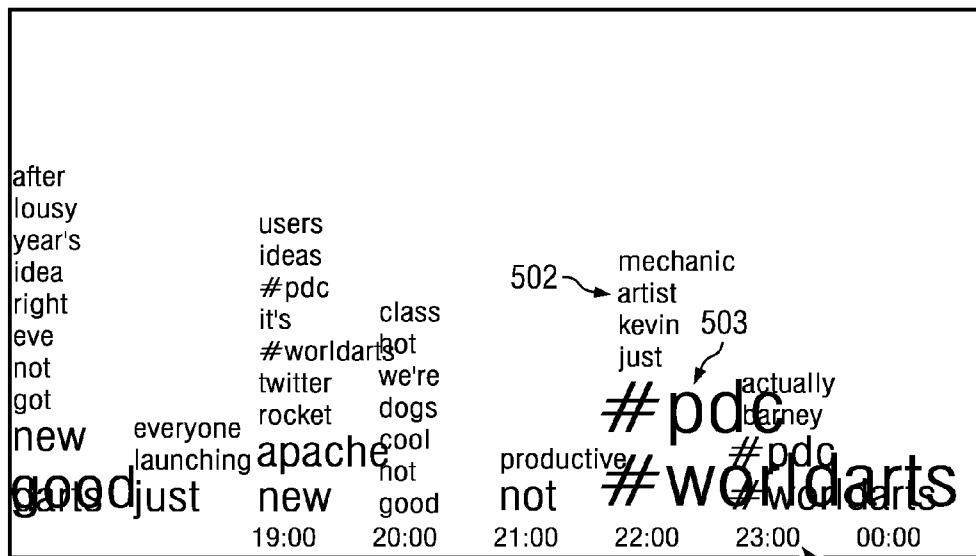 after
lousy
year's
idea
right
eve
not
got
new
good
darts
everyone
launching
just
users
ideas
#pdc
it's
#worldarts
twitter
rocket
apache
new
class
hot
we're
dogs
cool
not
good
productive
not
502
mechanic
artist
kevin
just
503
#pdc
#worldarts
actually
barney
#pdc
#worldarts
19:00 20:00 21:00 22:00 23:00 00:00